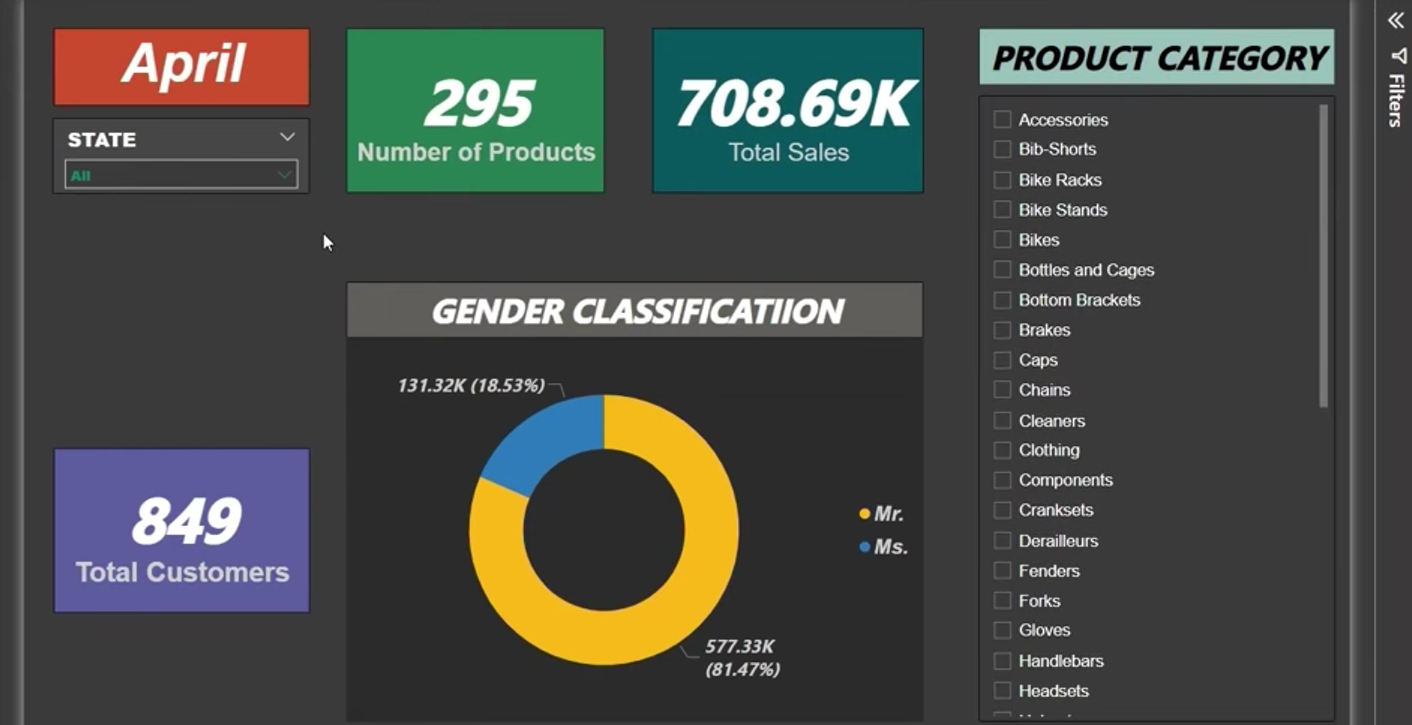 April
STATE
All
295
Number of Products
708.69K
Total Sales
PRODUCT CATEGORY
Accessories
Bib-Shorts
Bike Racks
Bike Stands
Bikes
Bottles and Cages
Bottom Brackets
Brakes
Caps
Chains
Cleaners
Clothing
Components
Cranksets
Derailleurs
Fenders
Forks
Gloves
Handlebars
Headsets
Filters
GENDER CLASSIFICATIION
131.32K (18.53%)
577.33K
(81.47%)
Mr.
Ms.
849
Total Customers